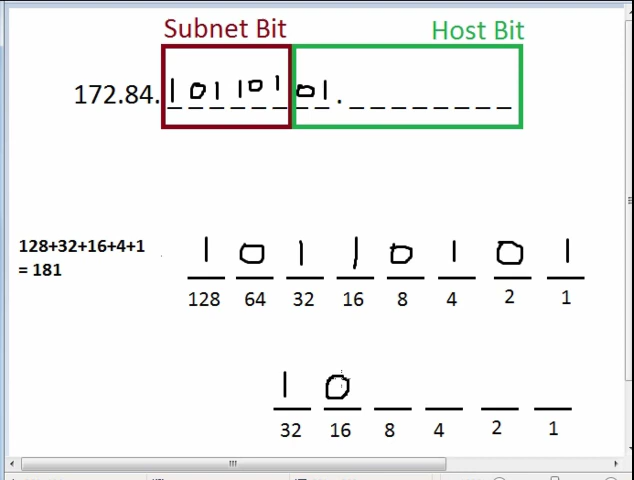 Subnet Bit Host Bit
172.84.10110101._ _ _ _ _ _ _ _
128+32+16+4+1
= 181
1 0 1 1 0 1 0 1
128 64 32 16 8 4 2 1
1 0
32 16 8 4 2 1